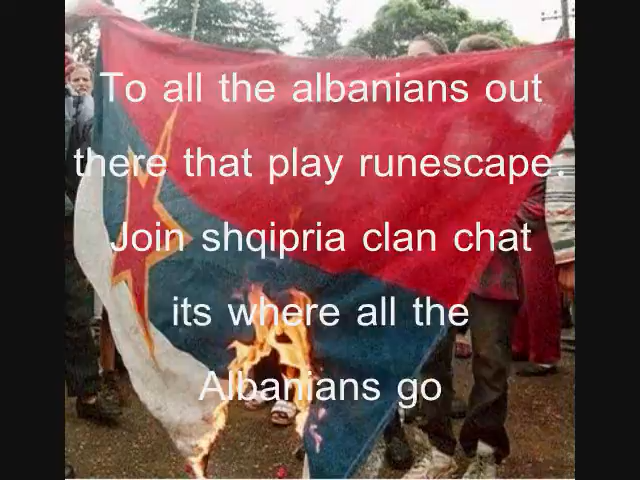 To all the albanians out
there that play runescape.
Join shqipria clan chat
its where all the
Albanians go